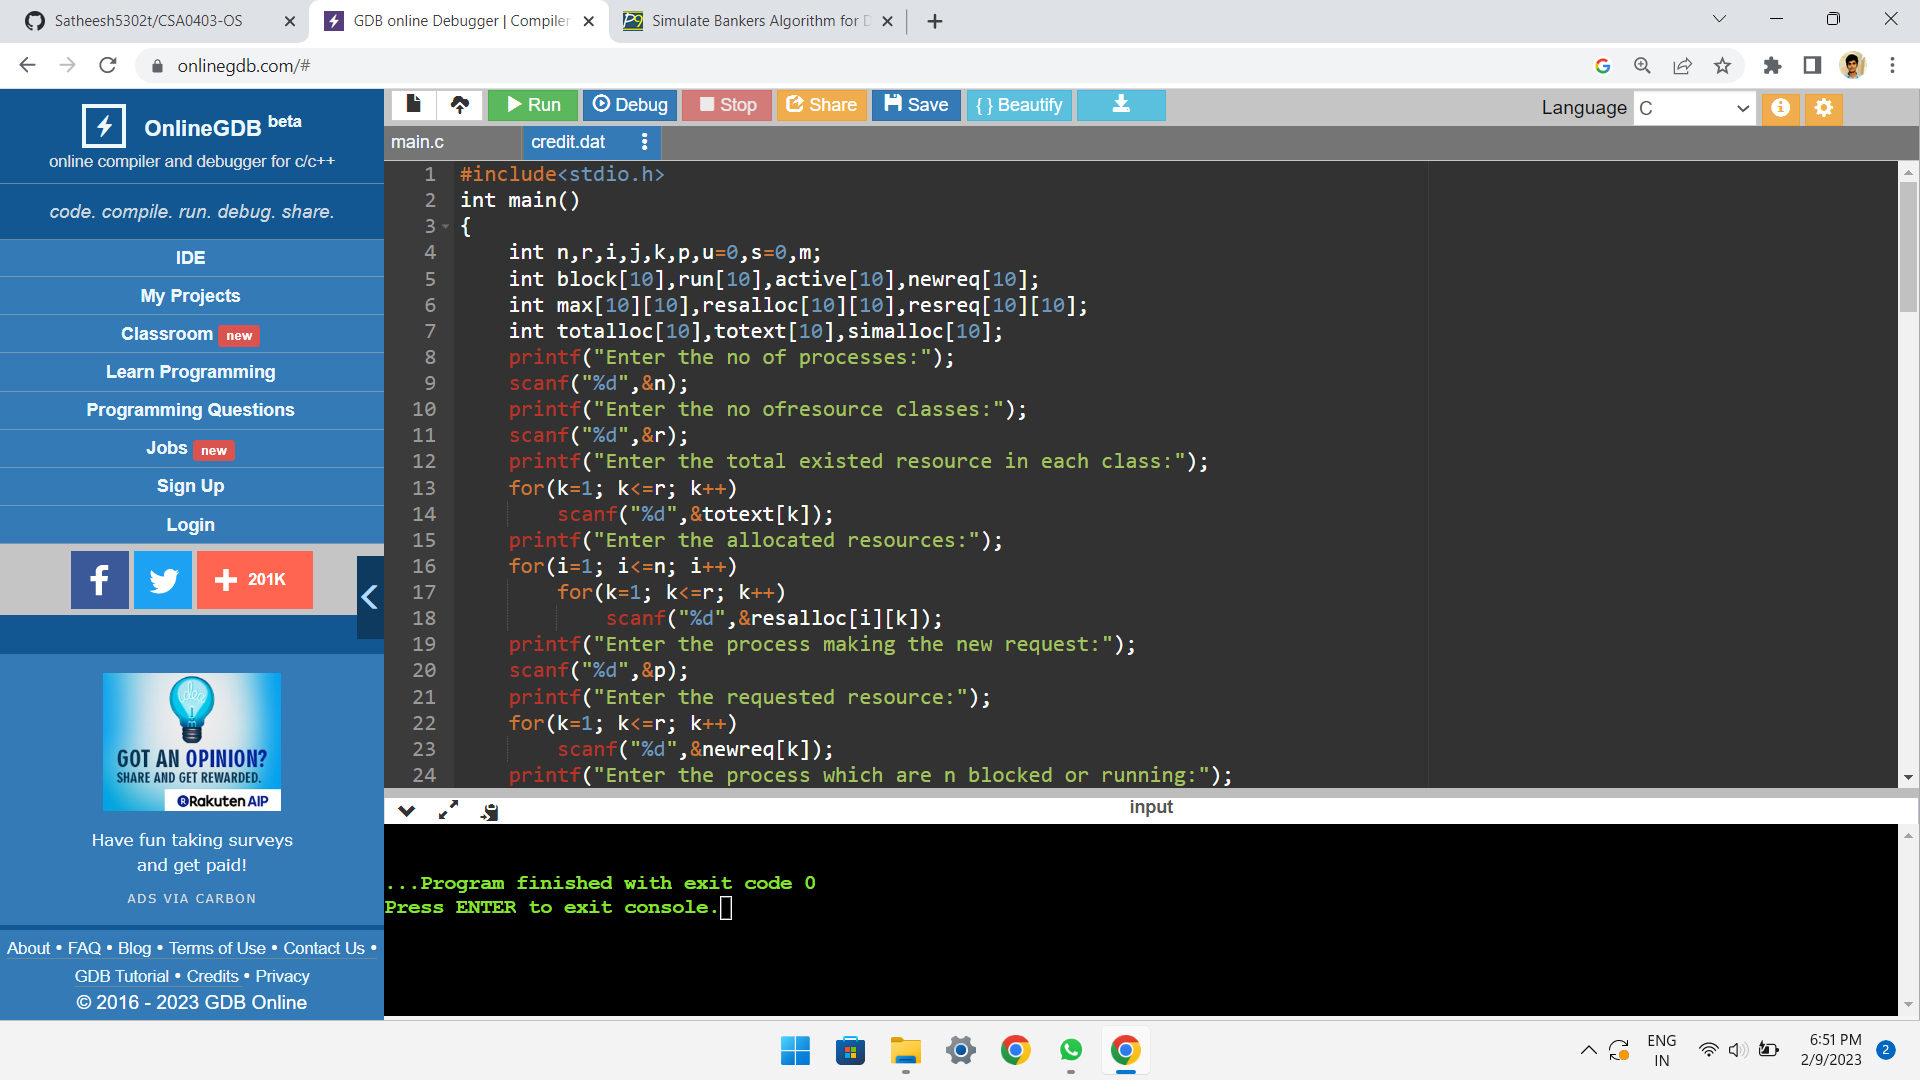 Satheesh5302t/CSA0403-OS
GDB online Debugger | Compiler
Simulate Bankers Algorithm for D
onlinegdb.com/#
OnlineGDB beta
online compiler and debugger for c/c++
code. compile. run. debug. share.
IDE
My Projects
Classroom new
Learn Programming
Programming Questions
Jobs new
Sign Up
Login
201K
GOT AN OPINION?
SHARE AND GET REWARDED.
Rakuten AIP
Have fun taking surveys
and get paid!
ADS VIA CARBON
About • FAQ • Blog • Terms of Use • Contact Us •
GDB Tutorial • Credits • Privacy
© 2016 - 2023 GDB Online
Run Debug Stop Share Save { } Beautify
Language C
main.c credit.dat
1 #include<stdio.h>
2 int main()
3 {
4 int n,r,i,j,k,p,u=0,s=0,m;
5 int block[10],run[10],active[10],newreq[10];
6 int max[10][10],resalloc[10][10],resreq[10][10];
7 int totalloc[10],totext[10],simalloc[10];
8 printf("Enter the no of processes:");
9 scanf("%d",&n);
10 printf("Enter the no ofresource classes:");
11 scanf("%d",&r);
12 printf("Enter the total existed resource in each class:");
13 for(k=1; k<=r; k++)
14 scanf("%d",&totext[k]);
15 printf("Enter the allocated resources:");
16 for(i=1; i<=n; i++)
17 for(k=1; k<=r; k++)
18 scanf("%d",&resalloc[i][k]);
19 printf("Enter the process making the new request:");
20 scanf("%d",&p);
21 printf("Enter the requested resource:");
22 for(k=1; k<=r; k++)
23 scanf("%d",&newreq[k]);
24 printf("Enter the process which are n blocked or running:");
input
...Program finished with exit code 0
Press ENTER to exit console.
ENG
IN
6:51 PM
2/9/2023
2